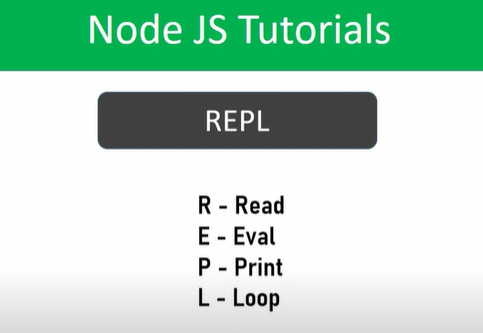 Node JS Tutorials
REPL
R - Read
E - Eval
P - Print
L - Loop